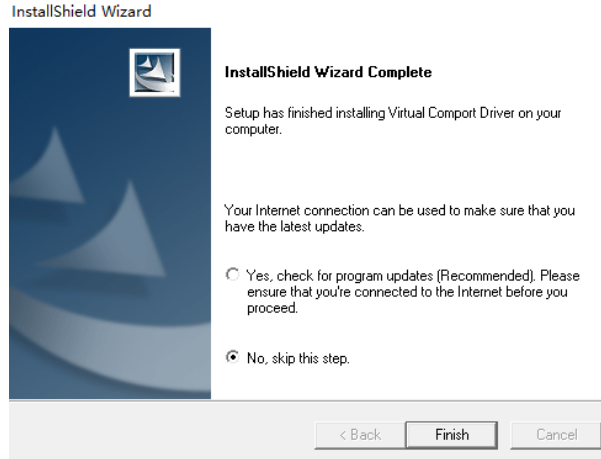 InstallShield Wizard
InstallShield Wizard Complete
Setup has finished installing Virtual Comport Driver on your
computer.
Your Internet connection can be used to make sure that you
have the latest updates.
Yes, check for program updates (Recommended). Please
ensure that you're connected to the Internet before you
proceed.
No, skip this step.
< Back
Finish
Cancel